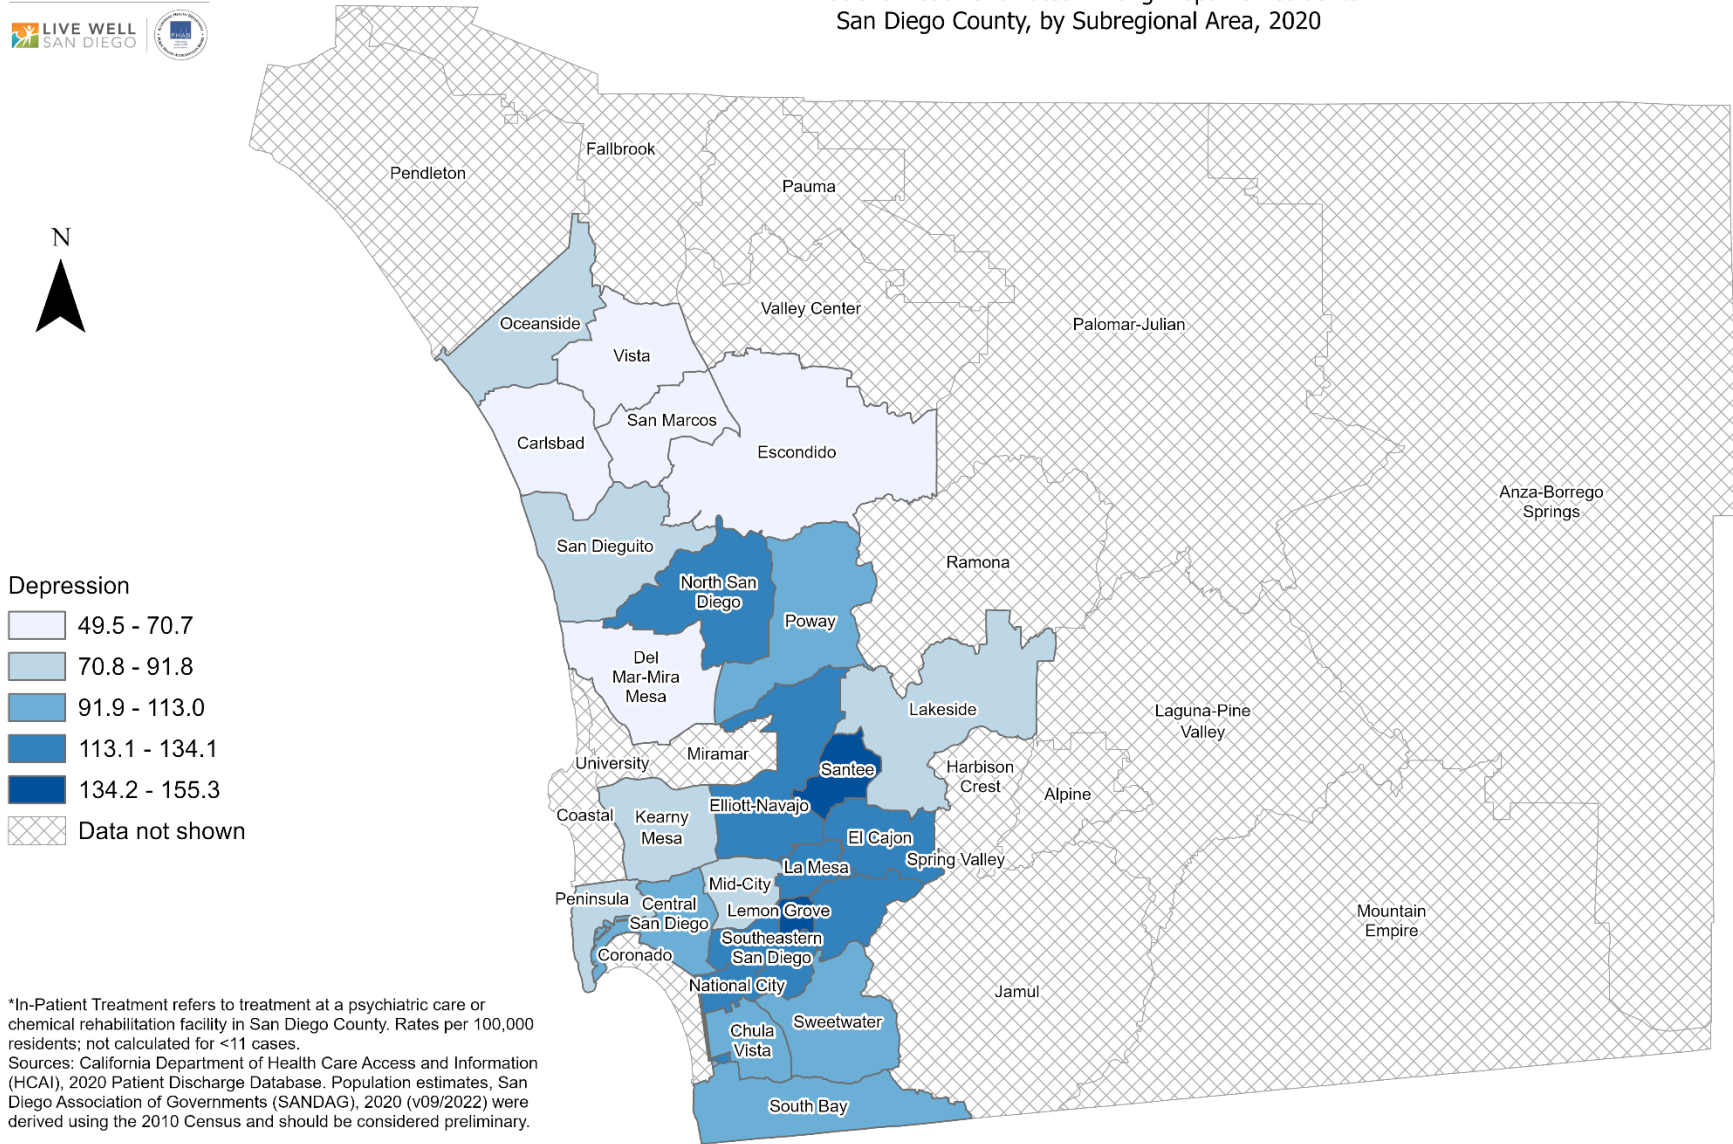 LIVE WELL
SAN DIEGO
PHAB
San Diego County, by Subregional Area, 2020
Fallbrook
Pendleton
Pauma
N
Valley Center
Oceanside
Palomar-Julian
Vista
San Marcos
Carlsbad
Escondido
Anza-Borrego
Springs
San Dieguito
Ramona
North San
Diego
Poway
Del
Mar-Mira
Mesa
Lakeside
Laguna-Pine
Valley
Miramar
University
Santee
Harbison
Crest
Alpine
Coastal
Kearny
Mesa
Elliott-Navajo
El Cajon
Spring Valley
La Mesa
Mid-City
Peninsula
Central
San Diego
Lemon Grove
Mountain
Empire
Southeastern
San Diego
Coronado
National City
Jamul
Chula
Vista
Sweetwater
South Bay
Depression
49.5 - 70.7
70.8 - 91.8
91.9 - 113.0
113.1 - 134.1
134.2 - 155.3
Data not shown
*In-Patient Treatment refers to treatment at a psychiatric care or
chemical rehabilitation facility in San Diego County. Rates per 100,000
residents; not calculated for <11 cases.
Sources: California Department of Health Care Access and Information
(HCAI), 2020 Patient Discharge Database. Population estimates, San
Diego Association of Governments (SANDAG), 2020 (v09/2022) were
derived using the 2010 Census and should be considered preliminary.